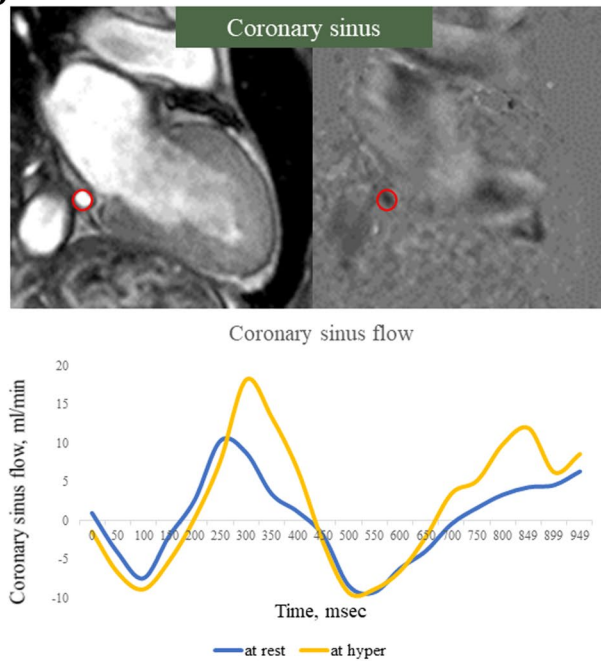 Coronary sinus
Coronary sinus flow
Coronary sinus flow, ml/min
20
15
10
5
0
-5
-10
0 50 100 150 200 250 300 350 400 450 500 550 600 650 700 750 800 849 899 949
Time, msec
at rest at hyper